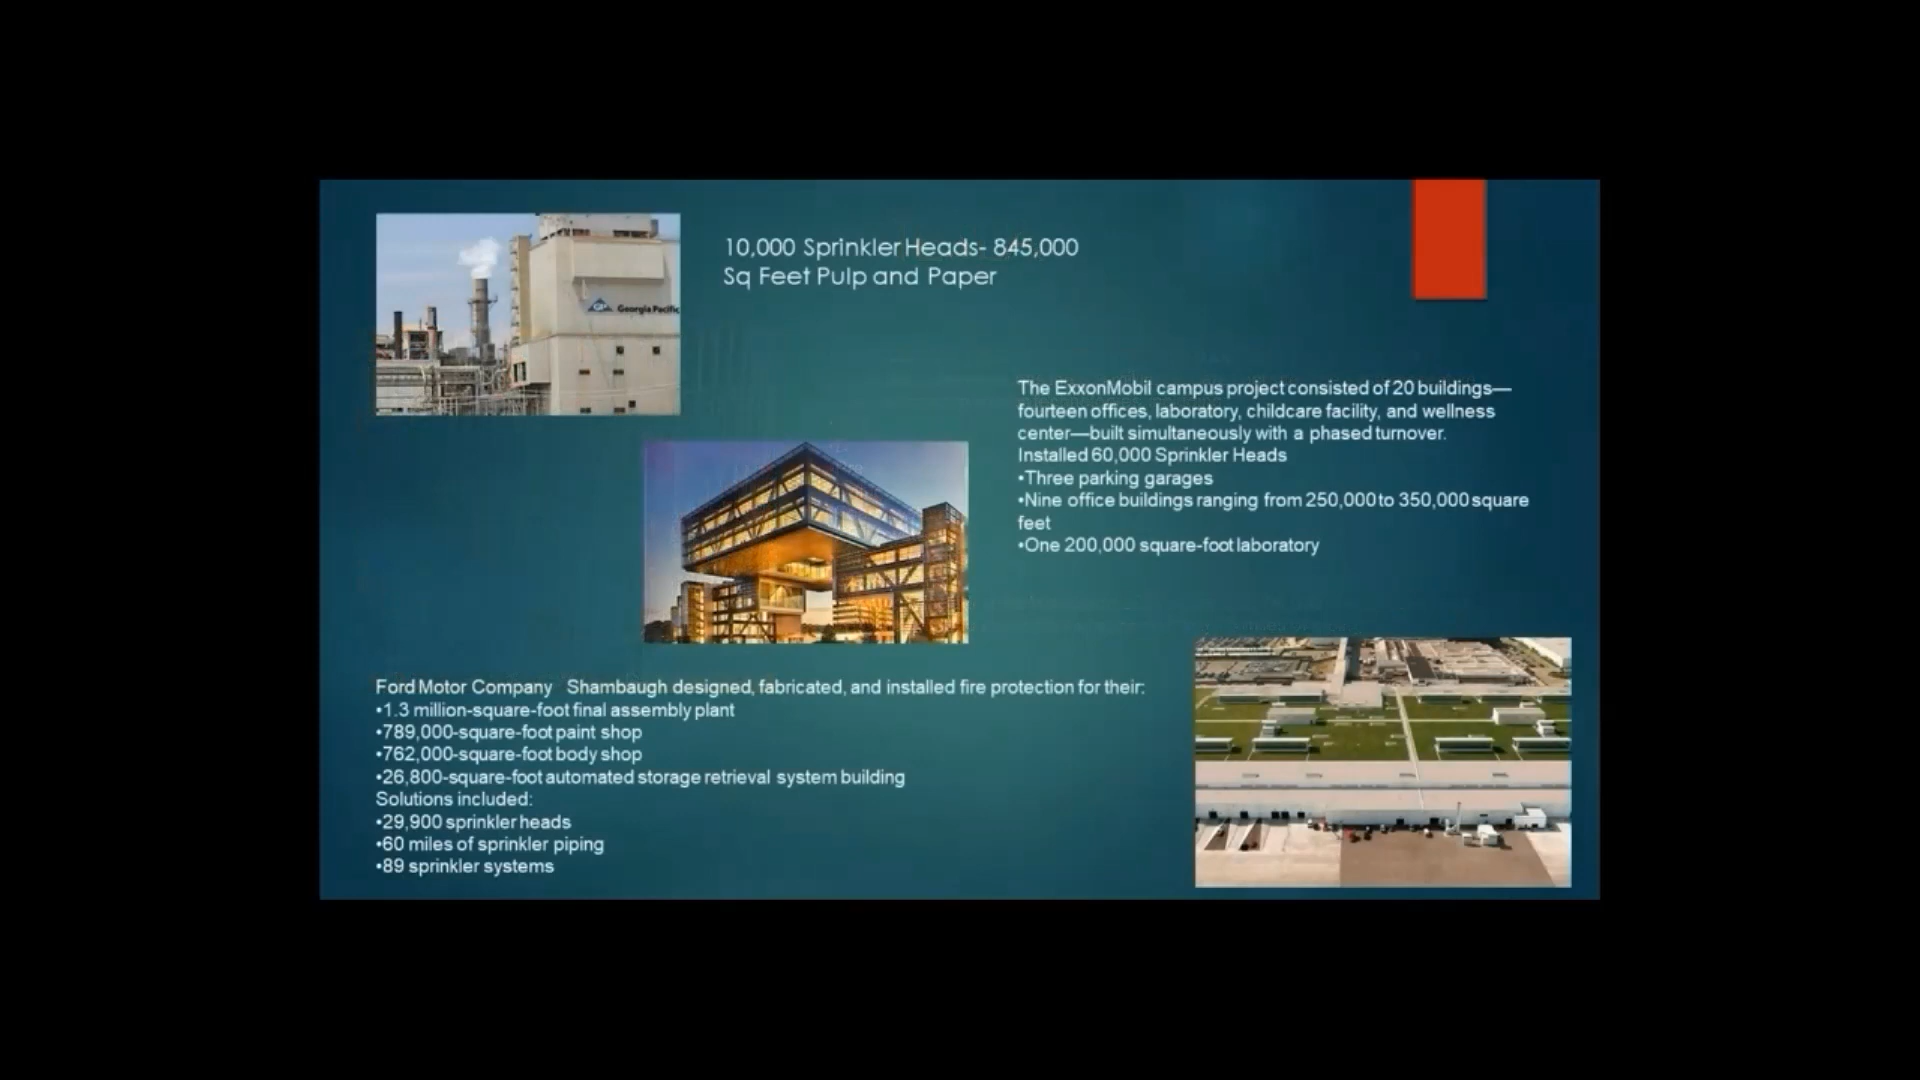 10,000 Sprinkler Heads- 845,000
Sq Feet Pulp and Paper
GP Georgia Pacific
The ExxonMobil campus project consisted of 20 buildings—
fourteen offices, laboratory, childcare facility, and wellness
center—built simultaneously with a phased turnover.
Installed 60,000 Sprinkler Heads
•Three parking garages
•Nine office buildings ranging from 250,000 to 350,000 square
feet
•One 200,000 square-foot laboratory
Ford Motor Company   Shambaugh designed, fabricated, and installed fire protection for their:
•1.3 million-square-foot final assembly plant
•789,000-square-foot paint shop
•762,000-square-foot body shop
•26,800-square-foot automated storage retrieval system building
Solutions included:
•29,900 sprinkler heads
•60 miles of sprinkler piping
•89 sprinkler systems